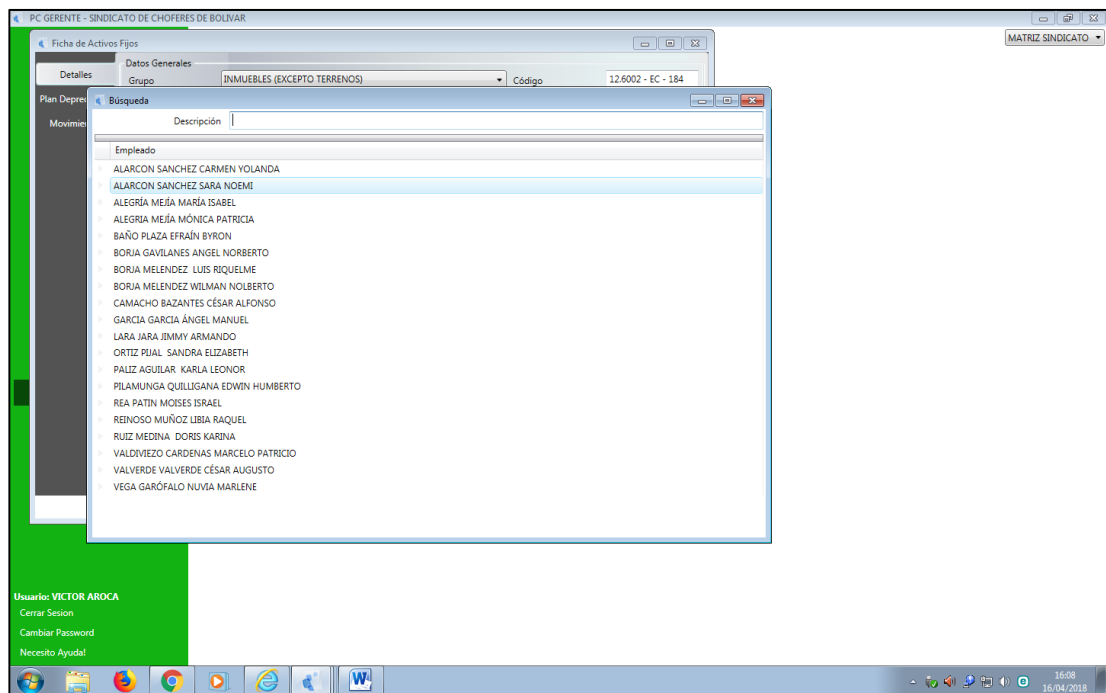 PC GERENTE - SINDICATO DE CHOFERES DE BOLIVAR
MATRIZ SINDICATO
Ficha de Activos Fijos
Datos Generales
Detalles
Grupo INMUEBLES (EXCEPTO TERRENOS) Código 12.6002 - EC - 184
Plan Deprec
Búsqueda
Movimie
Descripción
Empleado
ALARCON SANCHEZ CARMEN YOLANDA
ALARCON SANCHEZ SARA NOEMI
ALEGRÍA MEJÍA MARÍA ISABEL
ALEGRIA MEJÍA MÓNICA PATRICIA
BAÑO PLAZA EFRAÍN BYRON
BORJA GAVILANES ANGEL NORBERTO
BORJA MELENDEZ LUIS RIQUELME
BORJA MELENDEZ WILMAN NOLBERTO
CAMACHO BAZANTES CÉSAR ALFONSO
GARCIA GARCIA ÁNGEL MANUEL
LARA JARA JIMMY ARMANDO
ORTIZ PIJAL SANDRA ELIZABETH
PALIZ AGUILAR KARLA LEONOR
PILAMUNGA QUILLIGANA EDWIN HUMBERTO
REA PATIN MOISES ISRAEL
REINOSO MUÑOZ LIBIA RAQUEL
RUIZ MEDINA DORIS KARINA
VALDIVIEZO CARDENAS MARCELO PATRICIO
VALVERDE VALVERDE CÉSAR AUGUSTO
VEGA GARÓFALO NUVIA MARLENE
Usuario: VICTOR AROCA
Cerrar Sesion
Cambiar Password
Necesito Ayuda!
16:08
16/04/2018